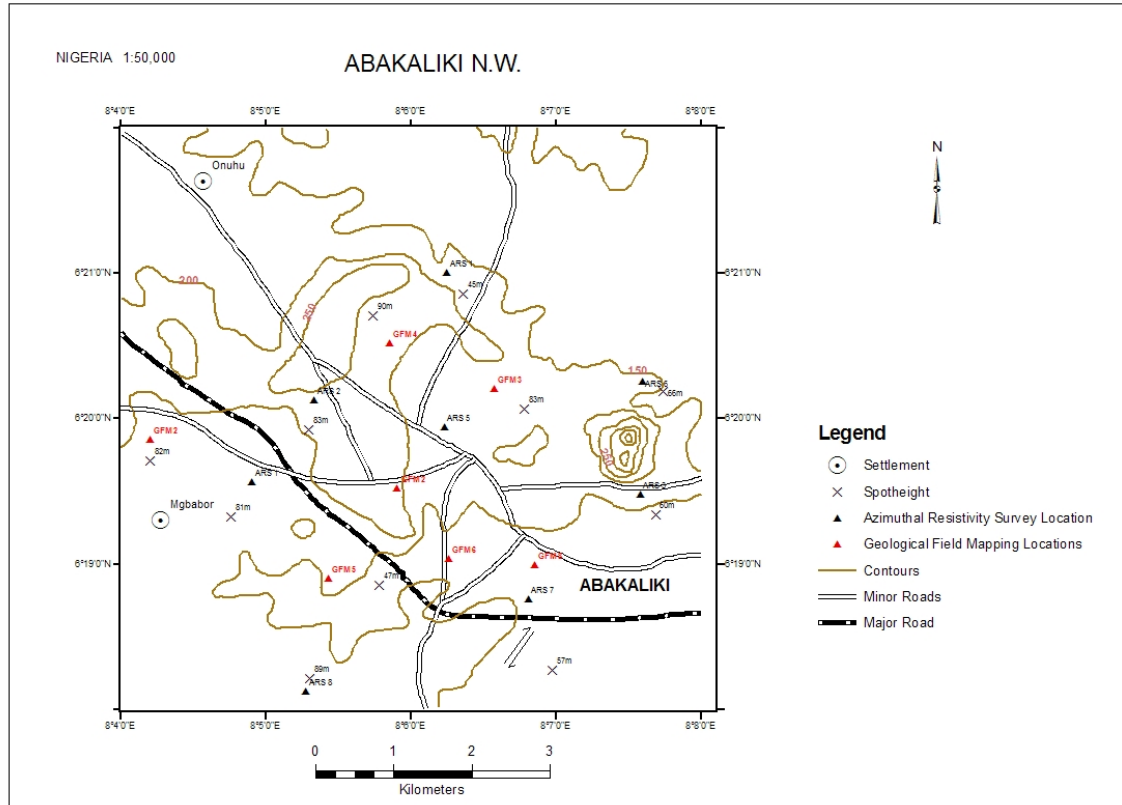 NIGERIA 1:50,000
ABAKALIKI N.W.
8°4'0"E 8°5'0"E 8°6'0"E 8°7'0"E 8°8'0"E
N
S
Onuhu
6°21'0"N
200
ARS 1
6°21'0"N
45m
250
90m
GFM 4
150
GFM 3
ARS 6
66m
ARS 2
83m
6°20'0"N
83m
ARS 5
6°20'0"N
GFM 2
82m
250
ARS 1
GFM 2
ARS 3
Mgbabor
81m
60m
6°19'0"N
GFM 6
6°19'0"N
GFM 5
47m
ABAKALIKI
ARS 7
57m
89m
ARS 8
8°4'0"E 8°5'0"E 8°6'0"E 8°7'0"E 8°8'0"E
0 1 2 3
Kilometers
Legend
Settlement
Spotheight
Azimuthal Resistivity Survey Location
Geological Field Mapping Locations
Contours
Minor Roads
Major Road